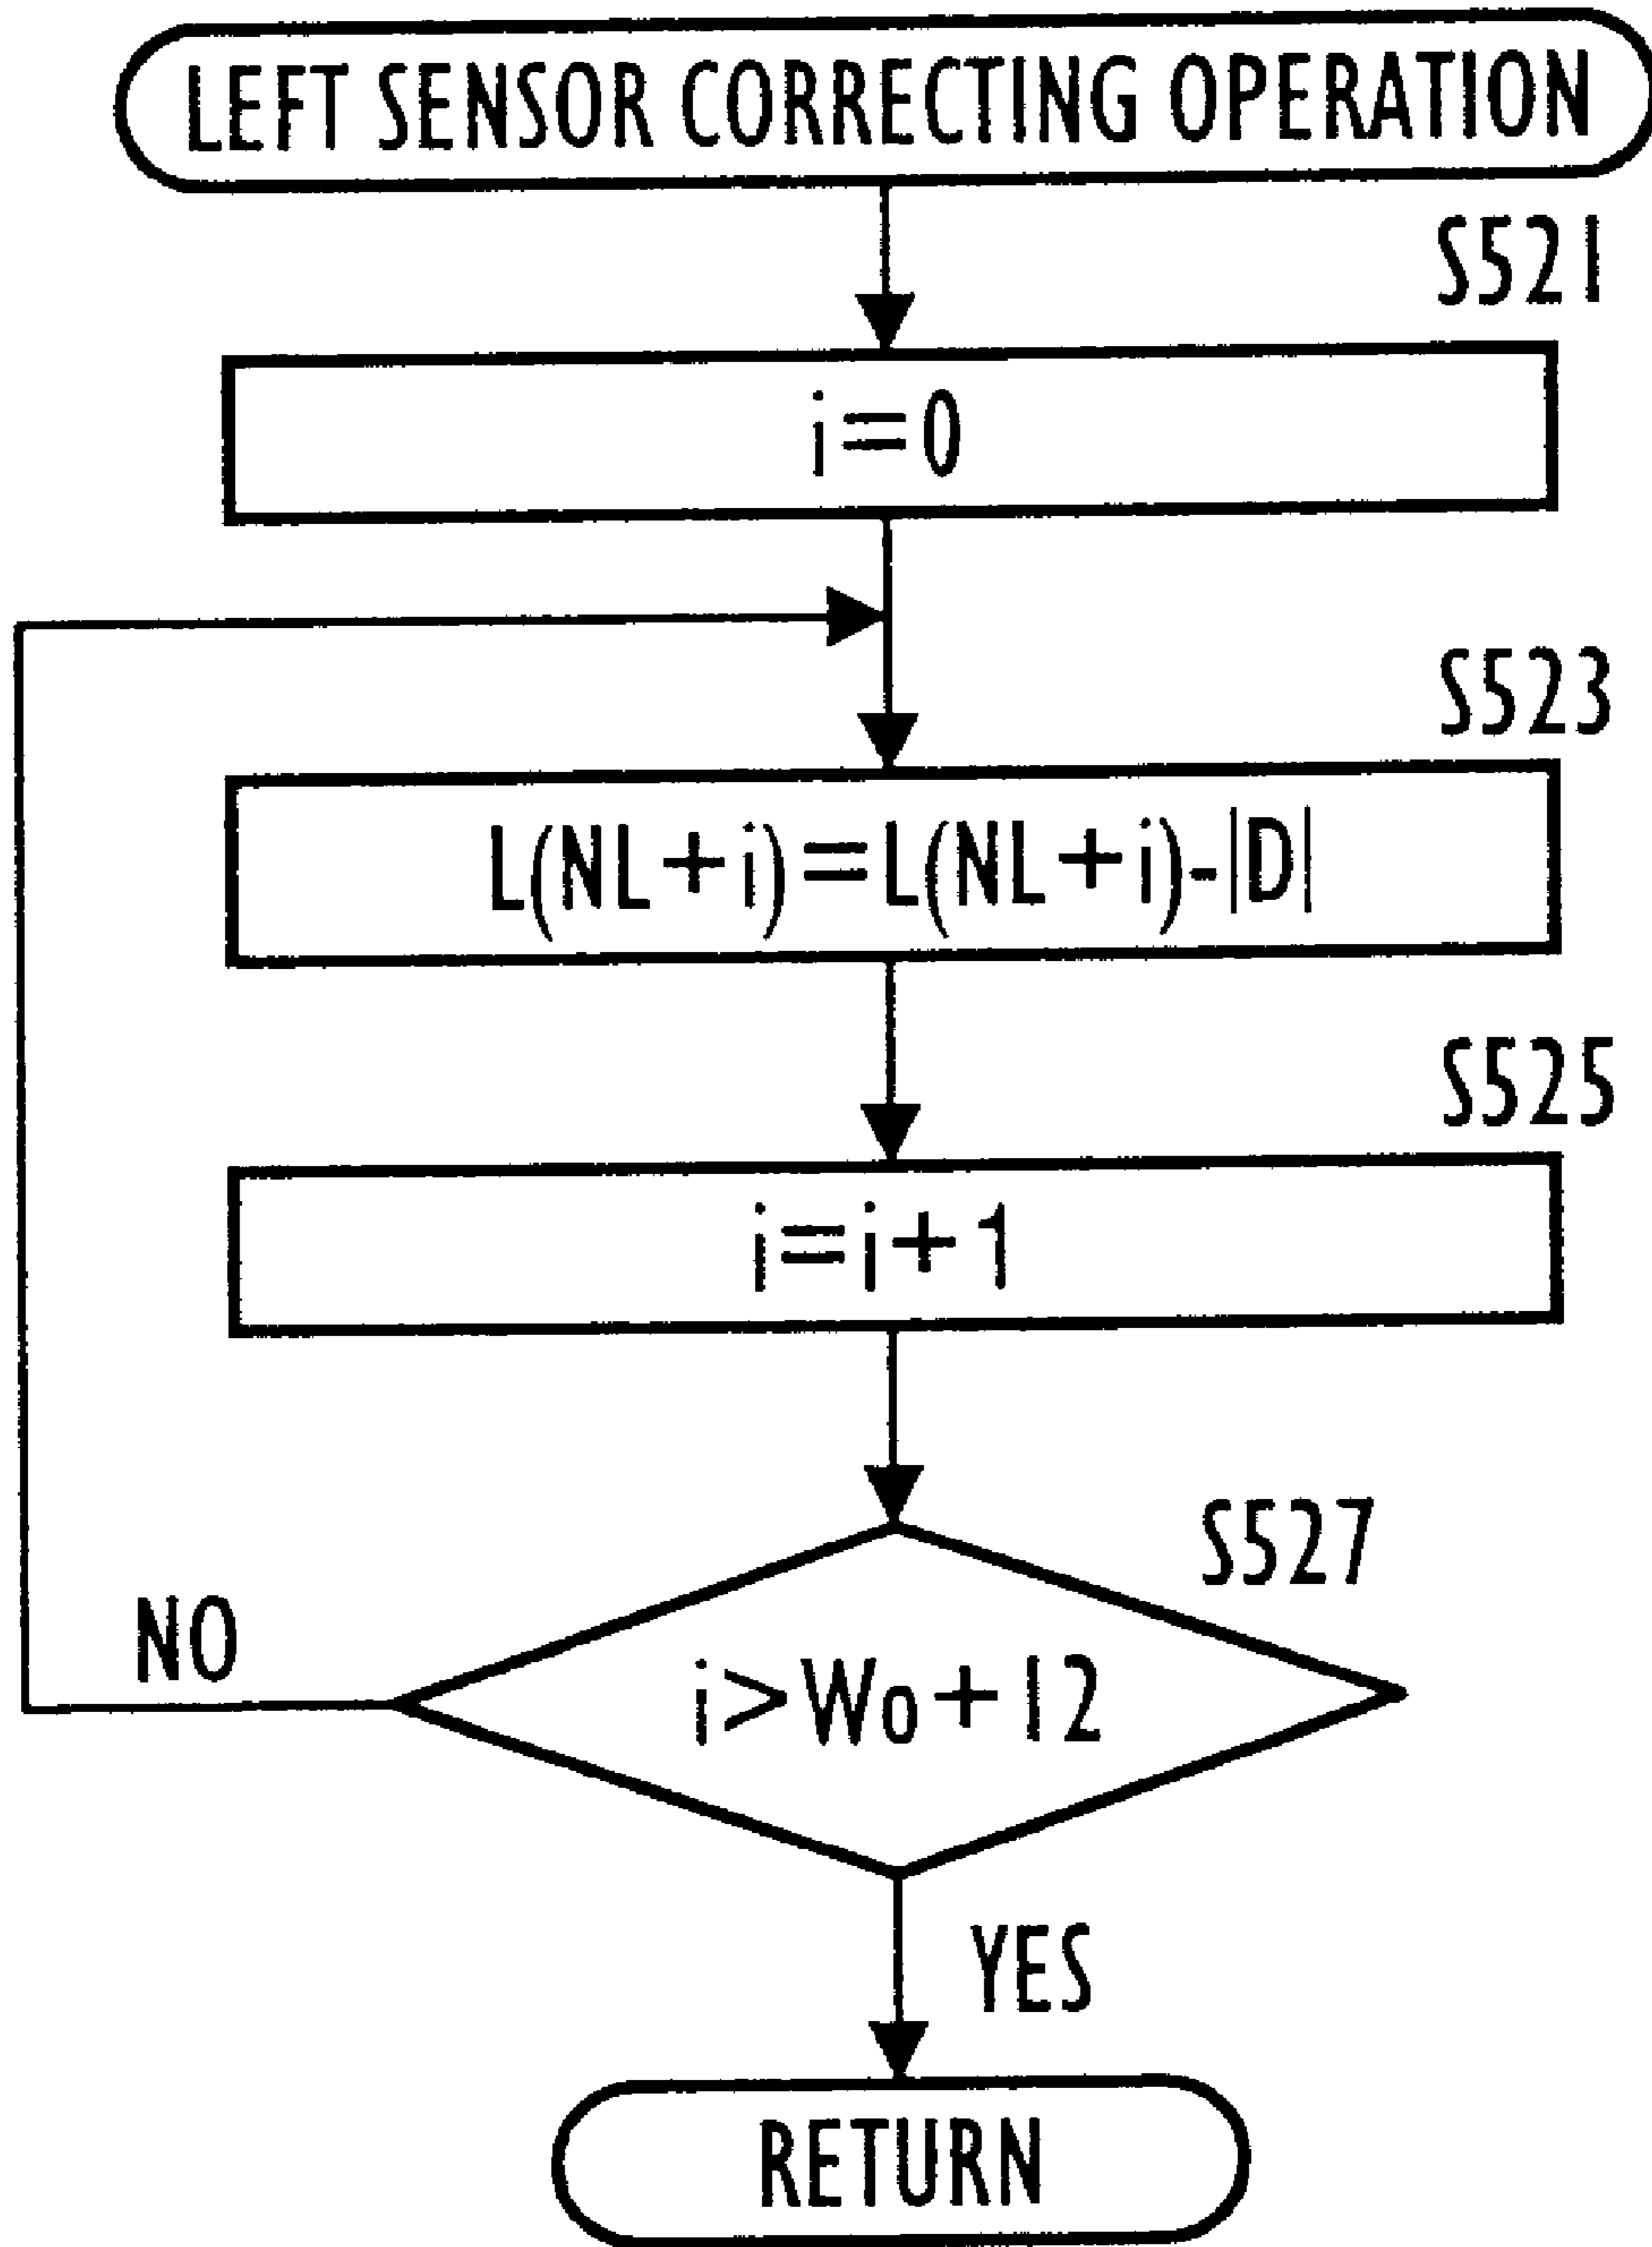 LEFT SENSOR CORRECTING OPERATION
S521
i=0
S523
L(NL+i)=L(NL+i)-|D|
S525
i=i+1
S527
i>Wo+12
NO
YES
RETURN